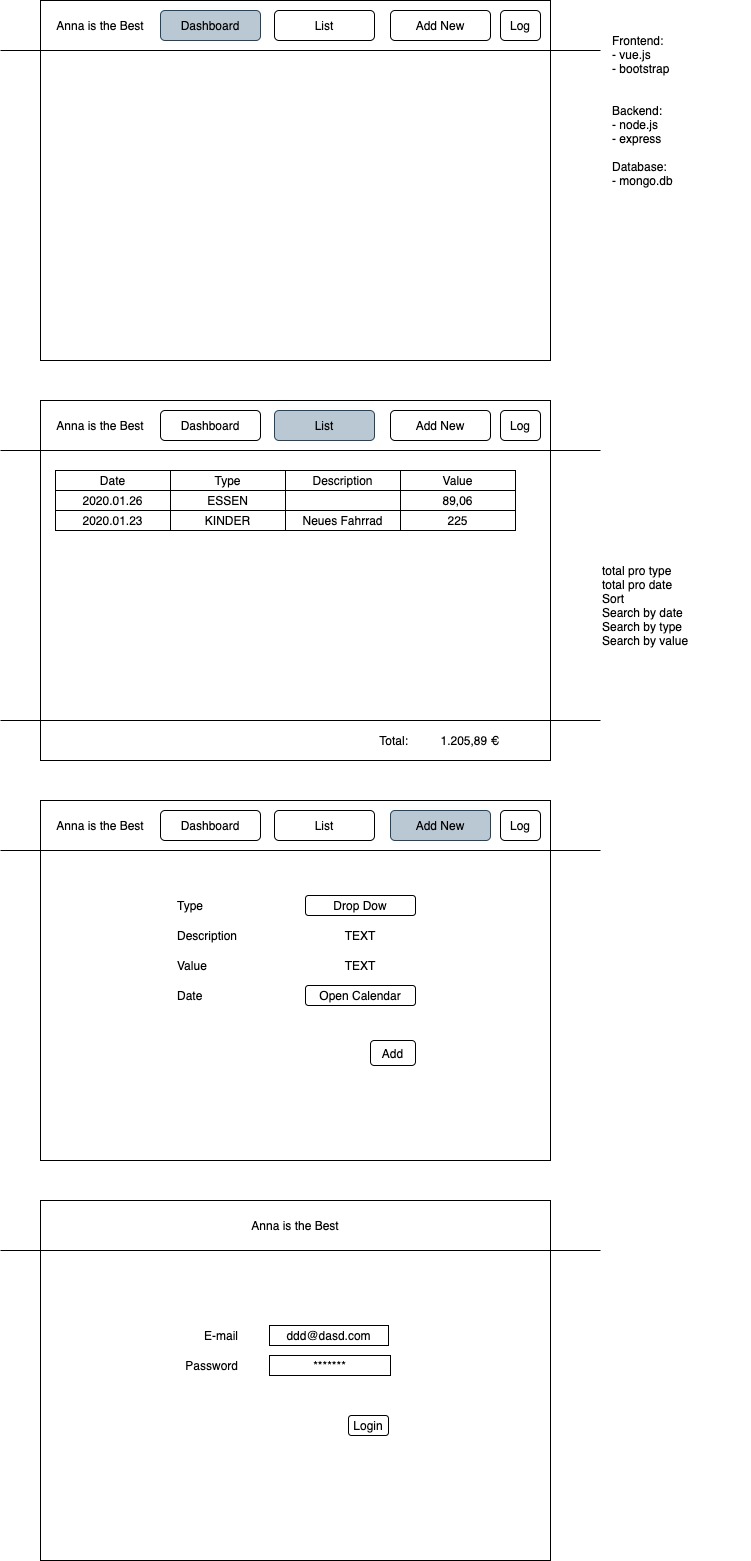 Anna is the Best Dashboard List Add New Log
Frontend:
- vue.js
- bootstrap
Backend:
- node.js
- express
Database:
- mongo.db
Anna is the Best Dashboard List Add New Log
Date Type Description Value
2020.01.26 ESSEN 89,06
2020.01.23 KINDER Neues Fahrrad 225
total pro type
total pro date
Sort
Search by date
Search by type
Search by value
Total: 1.205,89 €
Anna is the Best Dashboard List Add New Log
Type Drop Dow
Description TEXT
Value TEXT
Date Open Calendar
Add
Anna is the Best
E-mail ddd@dasd.com
Password *******
Login